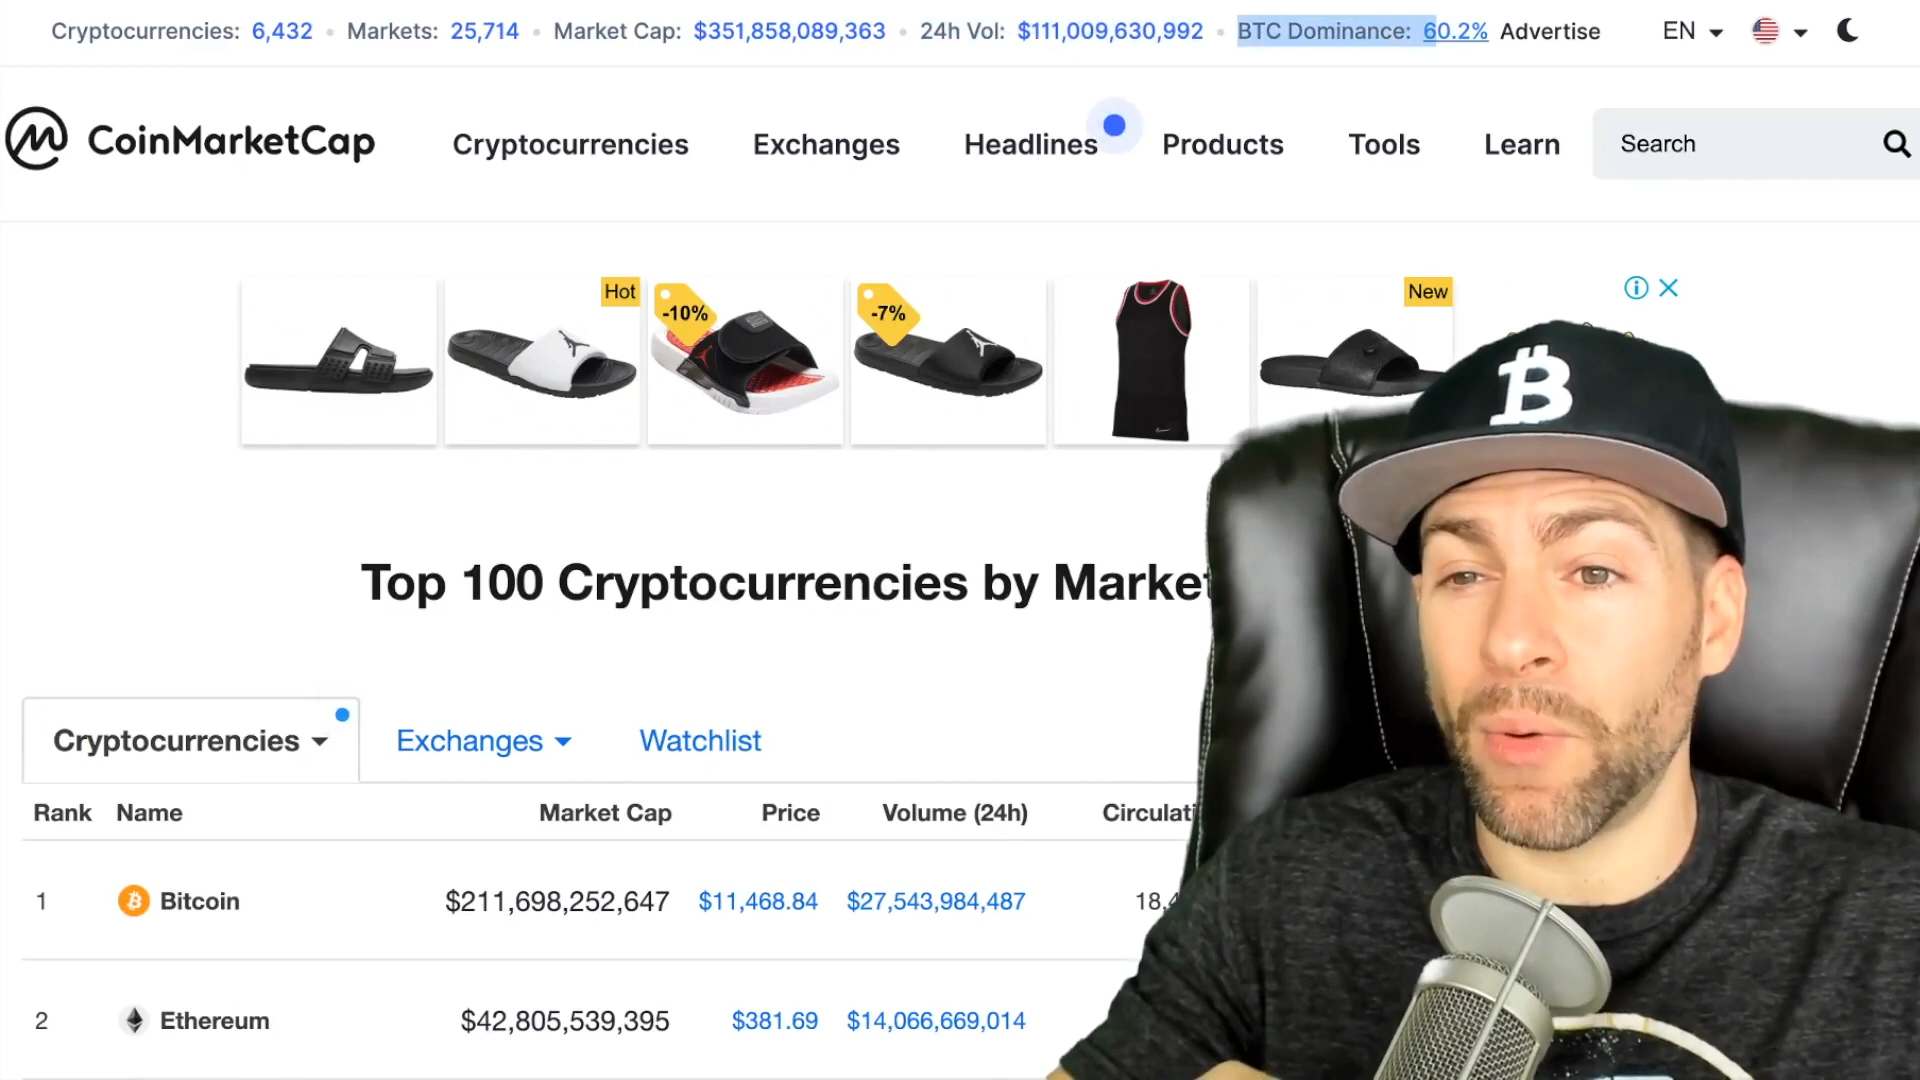 Cryptocurrencies: 6,432 • Markets: 25,714 • Market Cap: $351,858,089,363 • 24h Vol: $111,009,630,992 • BTC Dominance: 60.2% Advertise EN
CoinMarketCap Cryptocurrencies Exchanges Headlines Products Tools Learn Search
Hot -10% -7% New
Top 100 Cryptocurrencies by Market
Cryptocurrencies Exchanges Watchlist
Rank Name Market Cap Price Volume (24h)
1 Bitcoin $211,698,252,647 $11,468.84 $27,543,984,487
2 Ethereum $42,805,539,395 $381.69 $14,066,669,014